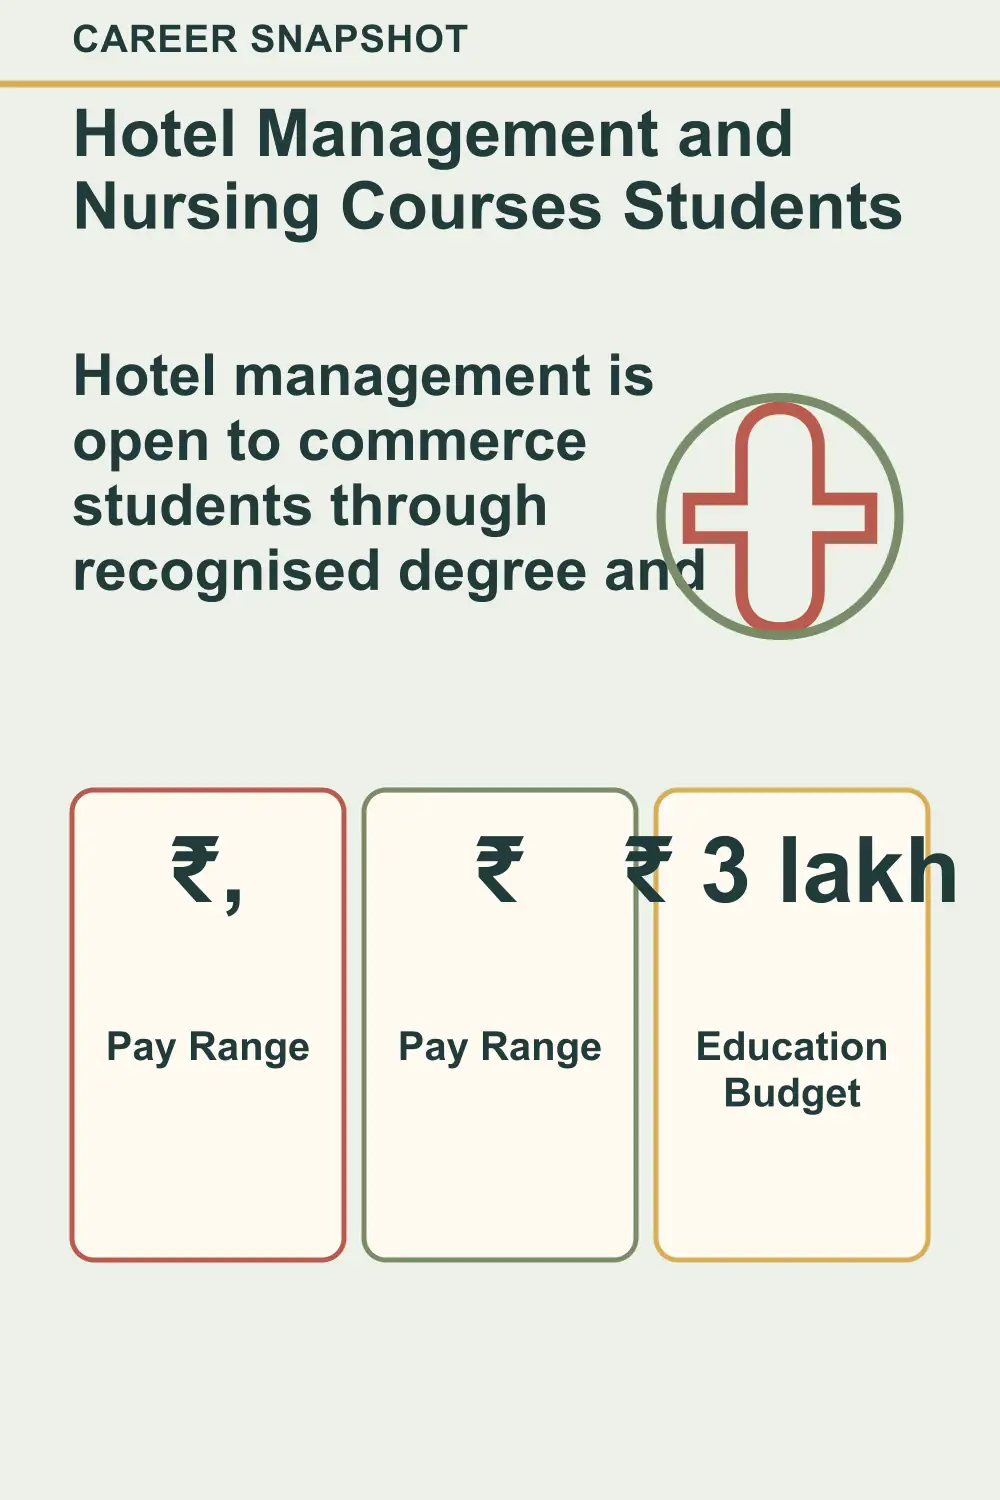 CAREER SNAPSHOT
Hotel Management and
Nursing Courses Students
Hotel management is
open to commerce
students through
recognised degree and
₹,
Pay Range
₹
Pay Range
₹ 3 lakh
Education
Budget